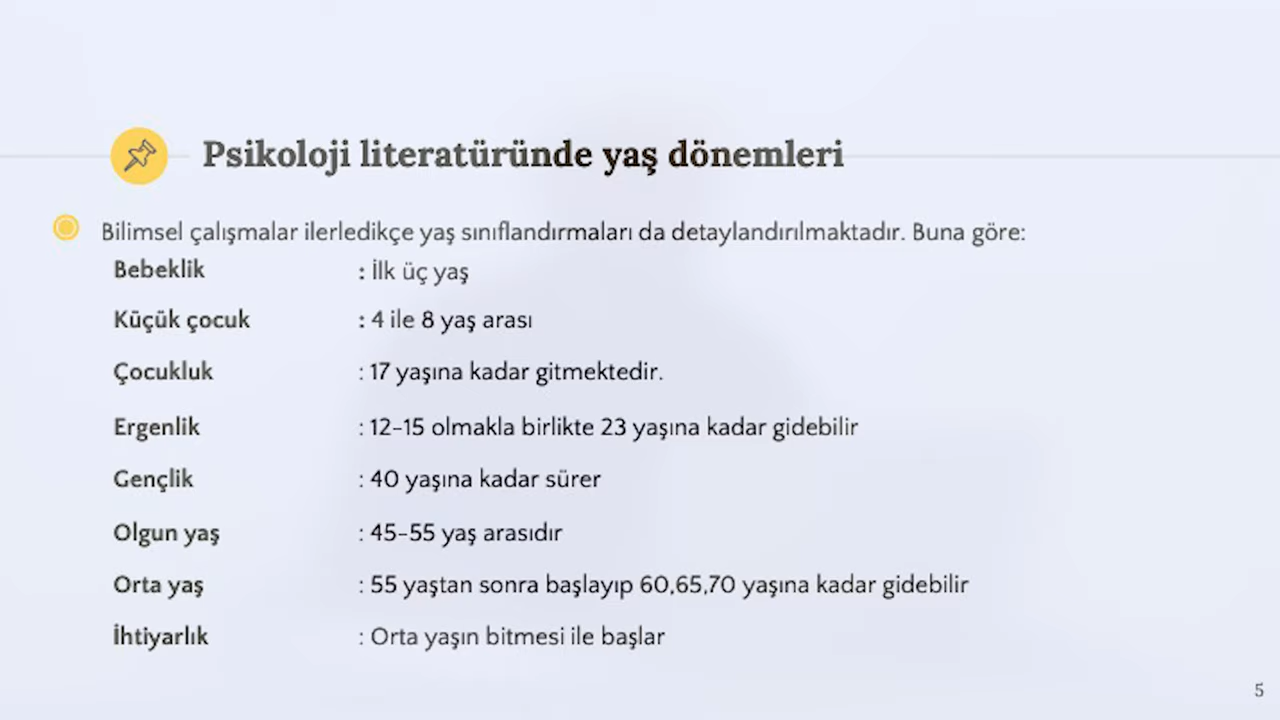 Psikoloji literatüründe yaş dönemleri
Bilimsel çalışmalar ilerledikçe yaş sınıflandırmaları da detaylandırılmaktadır. Buna göre:
Bebeklik : İlk üç yaş
Küçük çocuk : 4 ile 8 yaş arası
Çocukluk : 17 yaşına kadar gitmektedir.
Ergenlik : 12-15 olmakla birlikte 23 yaşına kadar gidebilir
Gençlik : 40 yaşına kadar sürer
Olgun yaş : 45-55 yaş arasıdır
Orta yaş : 55 yaştan sonra başlayıp 60,65,70 yaşına kadar gidebilir
İhtiyarlık : Orta yaşın bitmesi ile başlar
5